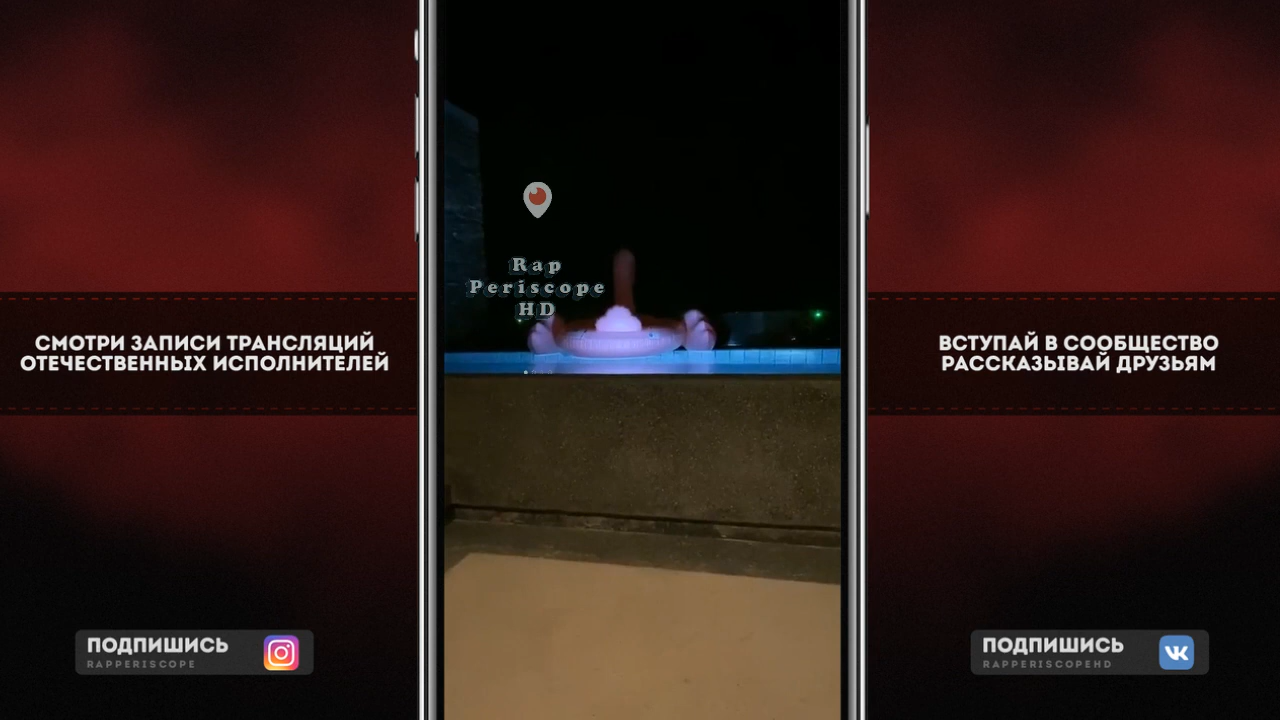 Rap
Periscope
HD
СМОТРИ ЗАПИСИ ТРАНСЛЯЦИЙ
ОТЕЧЕСТВЕННЫХ ИСПОЛНИТЕЛЕЙ
ВСТУПАЙ В СООБЩЕСТВО
РАССКАЗЫВАЙ ДРУЗЬЯМ
ПОДПИШИСЬ
RAPPERISCOPE
ПОДПИШИСЬ
RAPPERISCOPEHD